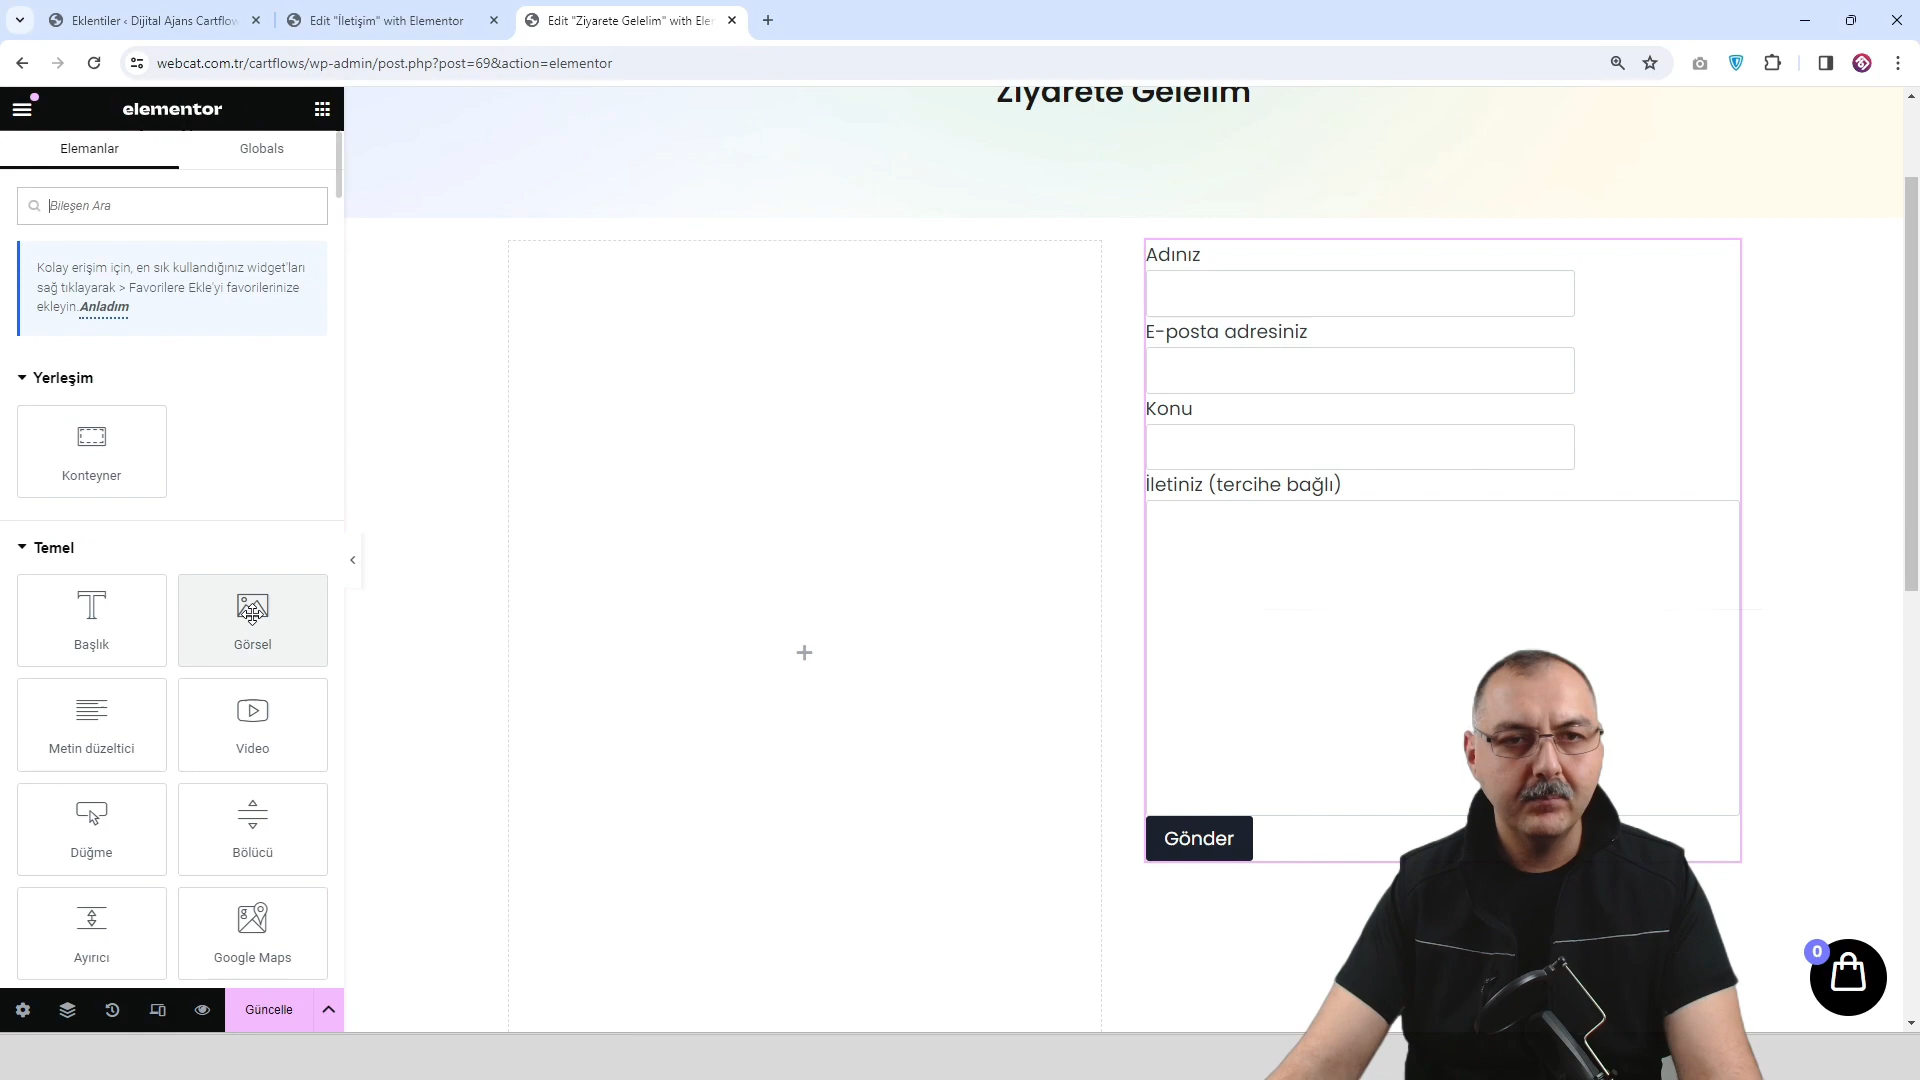 Eklentiler ‹ Dijital Ajans Cartflow
Edit "İletişim" with Elementor
Edit "Ziyarete Gelelim" with Ele
webcat.com.tr/cartflows/wp-admin/post.php?post=69&action=elementor
elementor
Elemanlar
Globals
Bileşen Ara
Kolay erişim için, en sık kullandığınız widget'ları
sağ tıklayarak > Favorilere Ekle'yi favorilerinize
ekleyin. Anladım
Yerleşim
Konteyner
Temel
Başlık
Görsel
Metin düzeltici
Video
Düğme
Bölücü
Ayırıcı
Google Maps
Güncelle
Ziyarete Gelelim
Adınız
E-posta adresiniz
Konu
İletiniz (tercihe bağlı)
Gönder
0